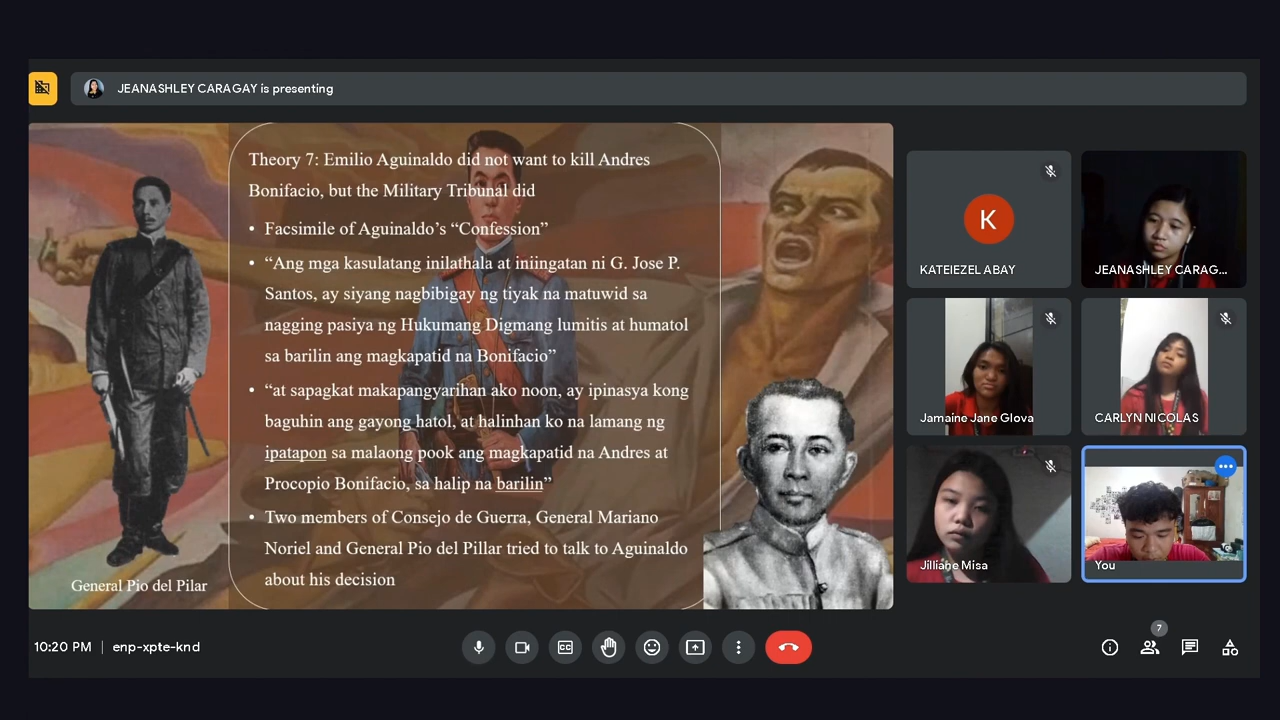 JEANASHLEY CARAGAY is presenting
Theory 7: Emilio Aguinaldo did not want to kill Andres
Bonifacio, but the Military Tribunal did
• Facsimile of Aguinaldo’s “Confession”
• “Ang mga kasulatang inilathala at iniingatan ni G. Jose P.
Santos, ay siyang nagbibigay ng tiyak na matuwid sa
nagging pasiya ng Hukumang Digmang lumitis at humatol
sa barilin ang magkapatid na Bonifacio”
• “at sapagkat makapangyarihan ako noon, ay ipinasya kong
baguhin ang gayong hatol, at halinhan ko na lamang ng
ipatapon sa malaong pook ang magkapatid na Andres at
Procopio Bonifacio, sa halip na barilin”
• Two members of Consejo de Guerra, General Mariano
Noriel and General Pio del Pillar tried to talk to Aguinaldo
about his decision
General Pio del Pilar
K
KATEIEZEL ABAY
JEANASHLEY CARAG...
Jamaine Jane Glova
CARLYN NICOLAS
Jilliane Misa
You
10:20 PM | enp-xpte-knd
CC
7